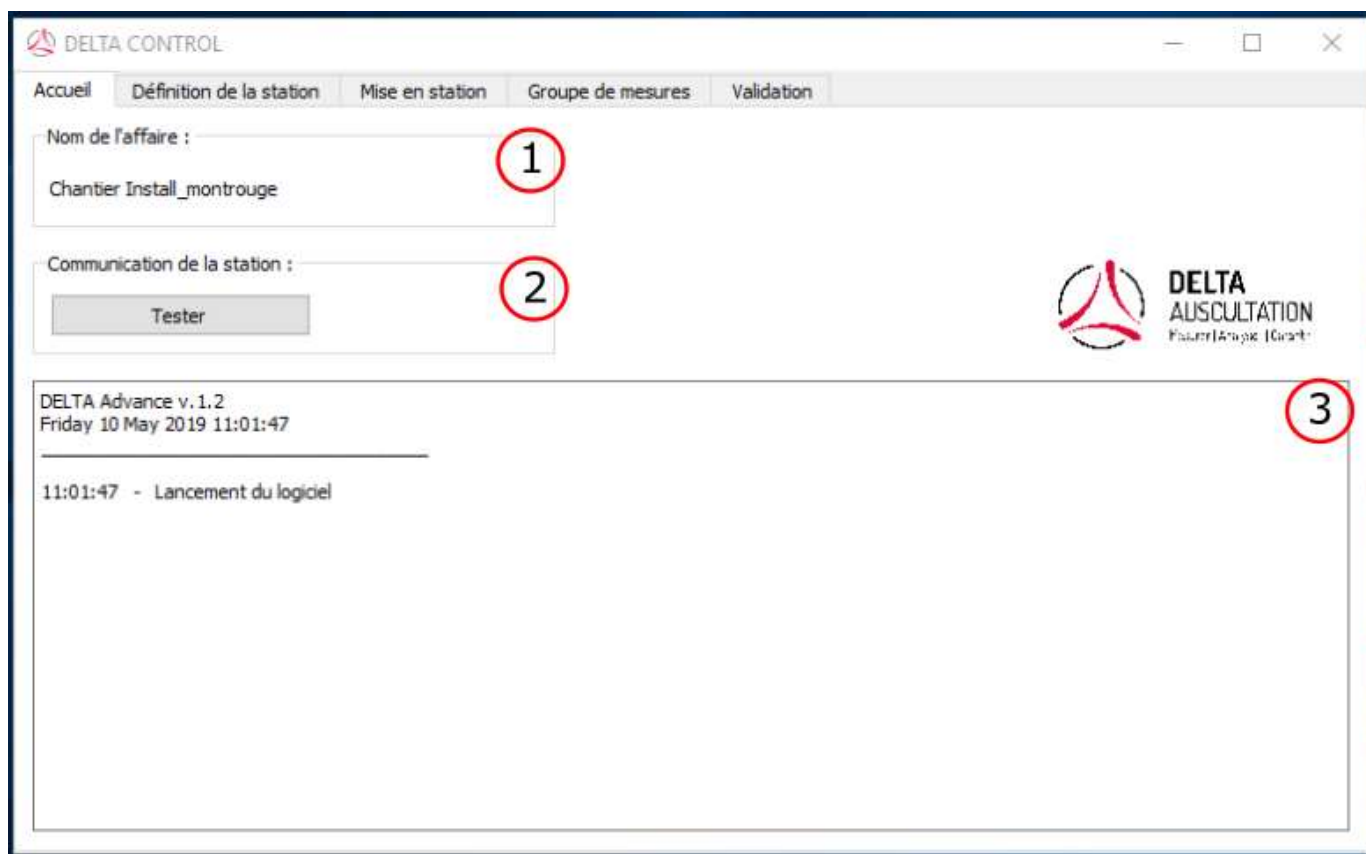 DELTA CONTROL
Accueil Définition de la station Mise en station Groupe de mesures Validation
Nom de l'affaire :
1
Chantier Install_montrouge
Communication de la station :
2
Tester
DELTA
AUSCULTATION
DELTA Advance v.1.2
3
Friday 10 May 2019 11:01:47
11:01:47 - Lancement du logiciel